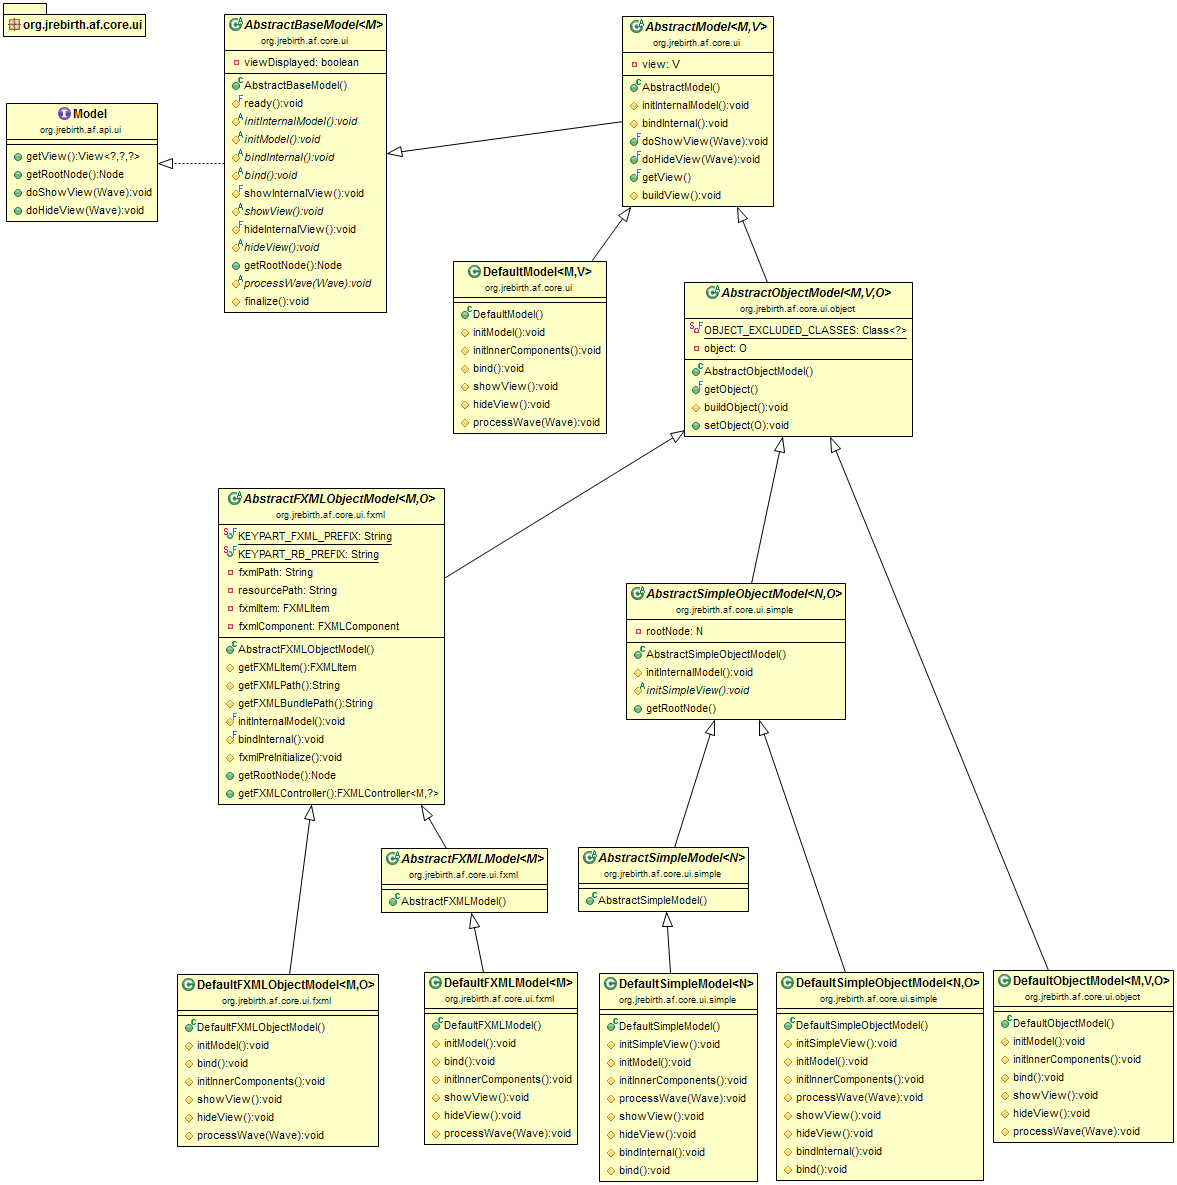 org.jrebirth.af.core.ui
Model
org.jrebirth.af.api.ui
getView():View<?,?,?>
getRootNode():Node
doShowView(Wave):void
doHideView(Wave):void
AbstractBaseModel<M>
org.jrebirth.af.core.ui
viewDisplayed: boolean
AbstractBaseModel()
ready():void
initInternalModel():void
initModel():void
bindInternal():void
bind():void
showInternalView():void
showView():void
hideInternalView():void
hideView():void
getRootNode():Node
processWave(Wave):void
finalize():void
AbstractModel<M,V>
org.jrebirth.af.core.ui
view: V
AbstractModel()
initInternalModel():void
bindInternal():void
doShowView(Wave):void
doHideView(Wave):void
getView()
buildView():void
DefaultModel<M,V>
org.jrebirth.af.core.ui
DefaultModel()
initModel():void
initInnerComponents():void
bind():void
showView():void
hideView():void
processWave(Wave):void
AbstractObjectModel<M,V,O>
org.jrebirth.af.core.ui.object
OBJECT_EXCLUDED_CLASSES: Class<?>
object: O
AbstractObjectModel()
getObject()
buildObject():void
setObject(O):void
AbstractFXMLObjectModel<M,O>
org.jrebirth.af.core.ui.fxml
KEYPART_FXML_PREFIX: String
KEYPART_RB_PREFIX: String
fxmlPath: String
resourcePath: String
fxmlItem: FXMLItem
fxmlComponent: FXMLComponent
AbstractFXMLObjectModel()
getFXMLItem():FXMLItem
getFXMLPath():String
getFXMLBundlePath():String
initInternalModel():void
bindInternal():void
fxmlPreInitialize():void
getRootNode():Node
getFXMLController():FXMLController<M,?>
AbstractSimpleObjectModel<N,O>
org.jrebirth.af.core.ui.simple
rootNode: N
AbstractSimpleObjectModel()
initInternalModel():void
initSimpleView():void
getRootNode()
AbstractFXMLModel<M>
org.jrebirth.af.core.ui.fxml
AbstractFXMLModel()
AbstractSimpleModel<N>
org.jrebirth.af.core.ui.simple
AbstractSimpleModel()
DefaultFXMLObjectModel<M,O>
org.jrebirth.af.core.ui.fxml
DefaultFXMLObjectModel()
initModel():void
bind():void
initInnerComponents():void
showView():void
hideView():void
processWave(Wave):void
DefaultFXMLModel<M>
org.jrebirth.af.core.ui.fxml
DefaultFXMLModel()
initModel():void
bind():void
initInnerComponents():void
showView():void
hideView():void
processWave(Wave):void
DefaultSimpleModel<N>
org.jrebirth.af.core.ui.simple
DefaultSimpleModel()
initSimpleView():void
initModel():void
initInnerComponents():void
processWave(Wave):void
showView():void
hideView():void
bindInternal():void
bind():void
DefaultSimpleObjectModel<N,O>
org.jrebirth.af.core.ui.simple
DefaultSimpleObjectModel()
initSimpleView():void
initModel():void
initInnerComponents():void
processWave(Wave):void
showView():void
hideView():void
bindInternal():void
bind():void
DefaultObjectModel<M,V,O>
org.jrebirth.af.core.ui.object
DefaultObjectModel()
initModel():void
initInnerComponents():void
bind():void
showView():void
hideView():void
processWave(Wave):void